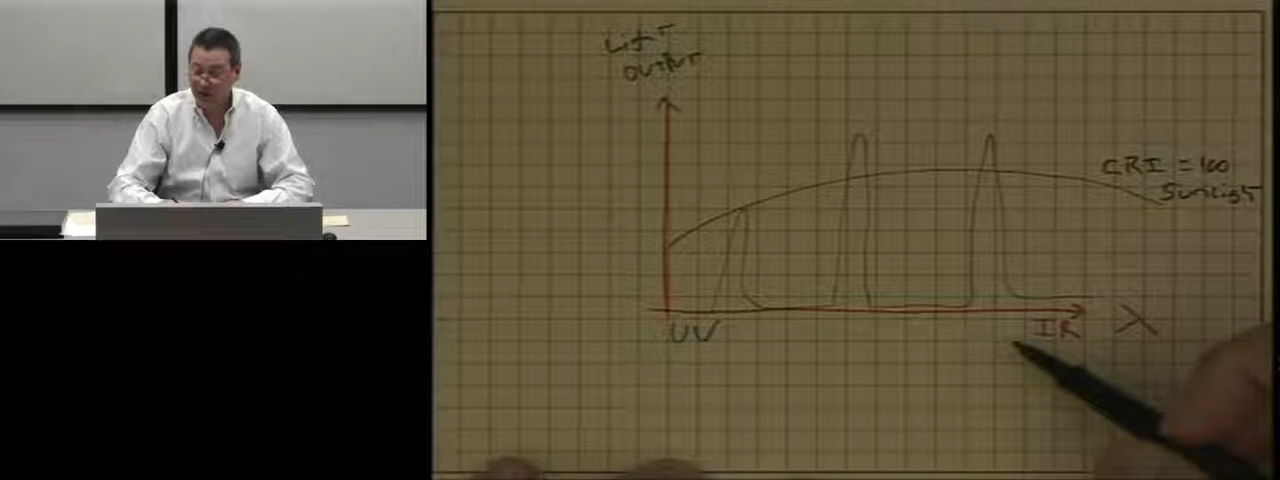 Light
OUTPUT
CRI = 100
Sunlight
UV
IR
λ